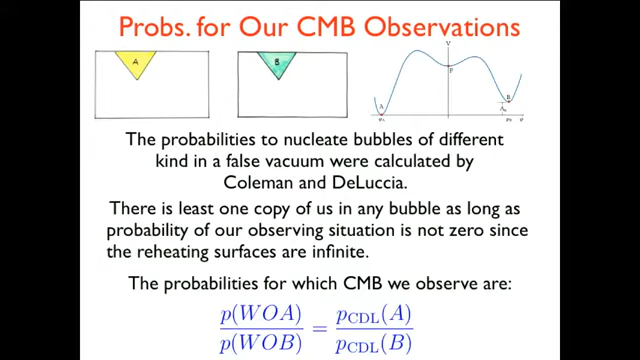 Probs. for Our CMB Observations
A
B
V
F
A
B
The probabilities to nucleate bubbles of different
kind in a false vacuum were calculated by
Coleman and DeLuccia.
There is least one copy of us in any bubble as long as
probability of our observing situation is not zero since
the reheating surfaces are infinite.
The probabilities for which CMB we observe are:
p(WOA) / p(WOB) = p_CDL(A) / p_CDL(B)